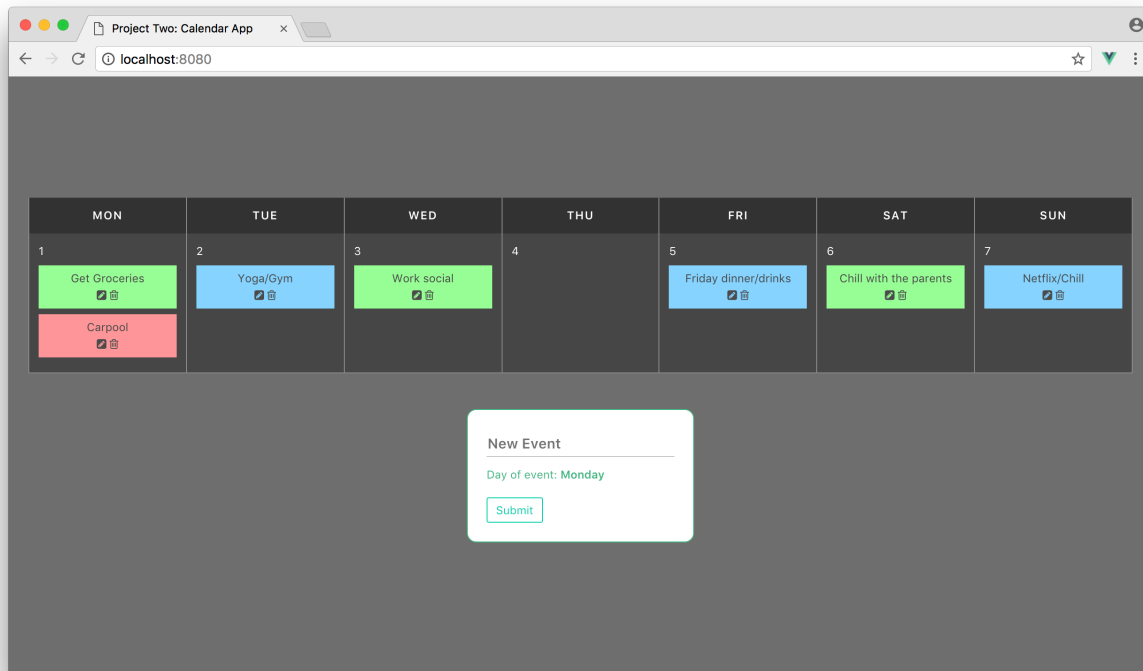 Project Two: Calendar App
localhost:8080
MON
TUE
WED
THU
FRI
SAT
SUN
1
Get Groceries
Carpool
2
Yoga/Gym
3
Work social
4
5
Friday dinner/drinks
6
Chill with the parents
7
Netflix/Chill
New Event
Day of event: Monday
Submit